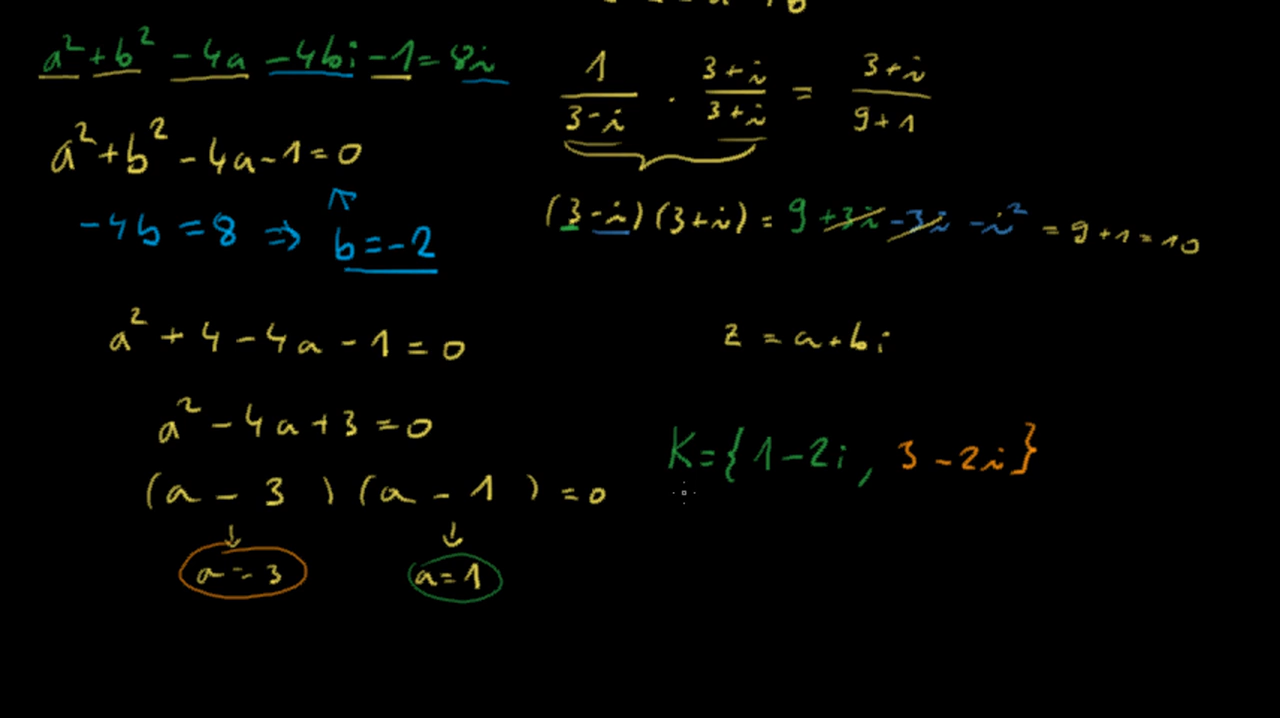 a² + b² - 4a - 4bi - 1 = 8i
a² + b² - 4a - 1 = 0
- 4b = 8 ⇒ b = -2
a² + 4 - 4a - 1 = 0
a² - 4a + 3 = 0
(a - 3)(a - 1) = 0
a = 3
a = 1
1/(3-i) · (3+i)/(3+i) = (3+i)/(9+1)
(3-i)(3+i) = 9 + 3i - 3i - i² = 9 + 1 = 10
z = a + bi
K = {1 - 2i, 3 - 2i}